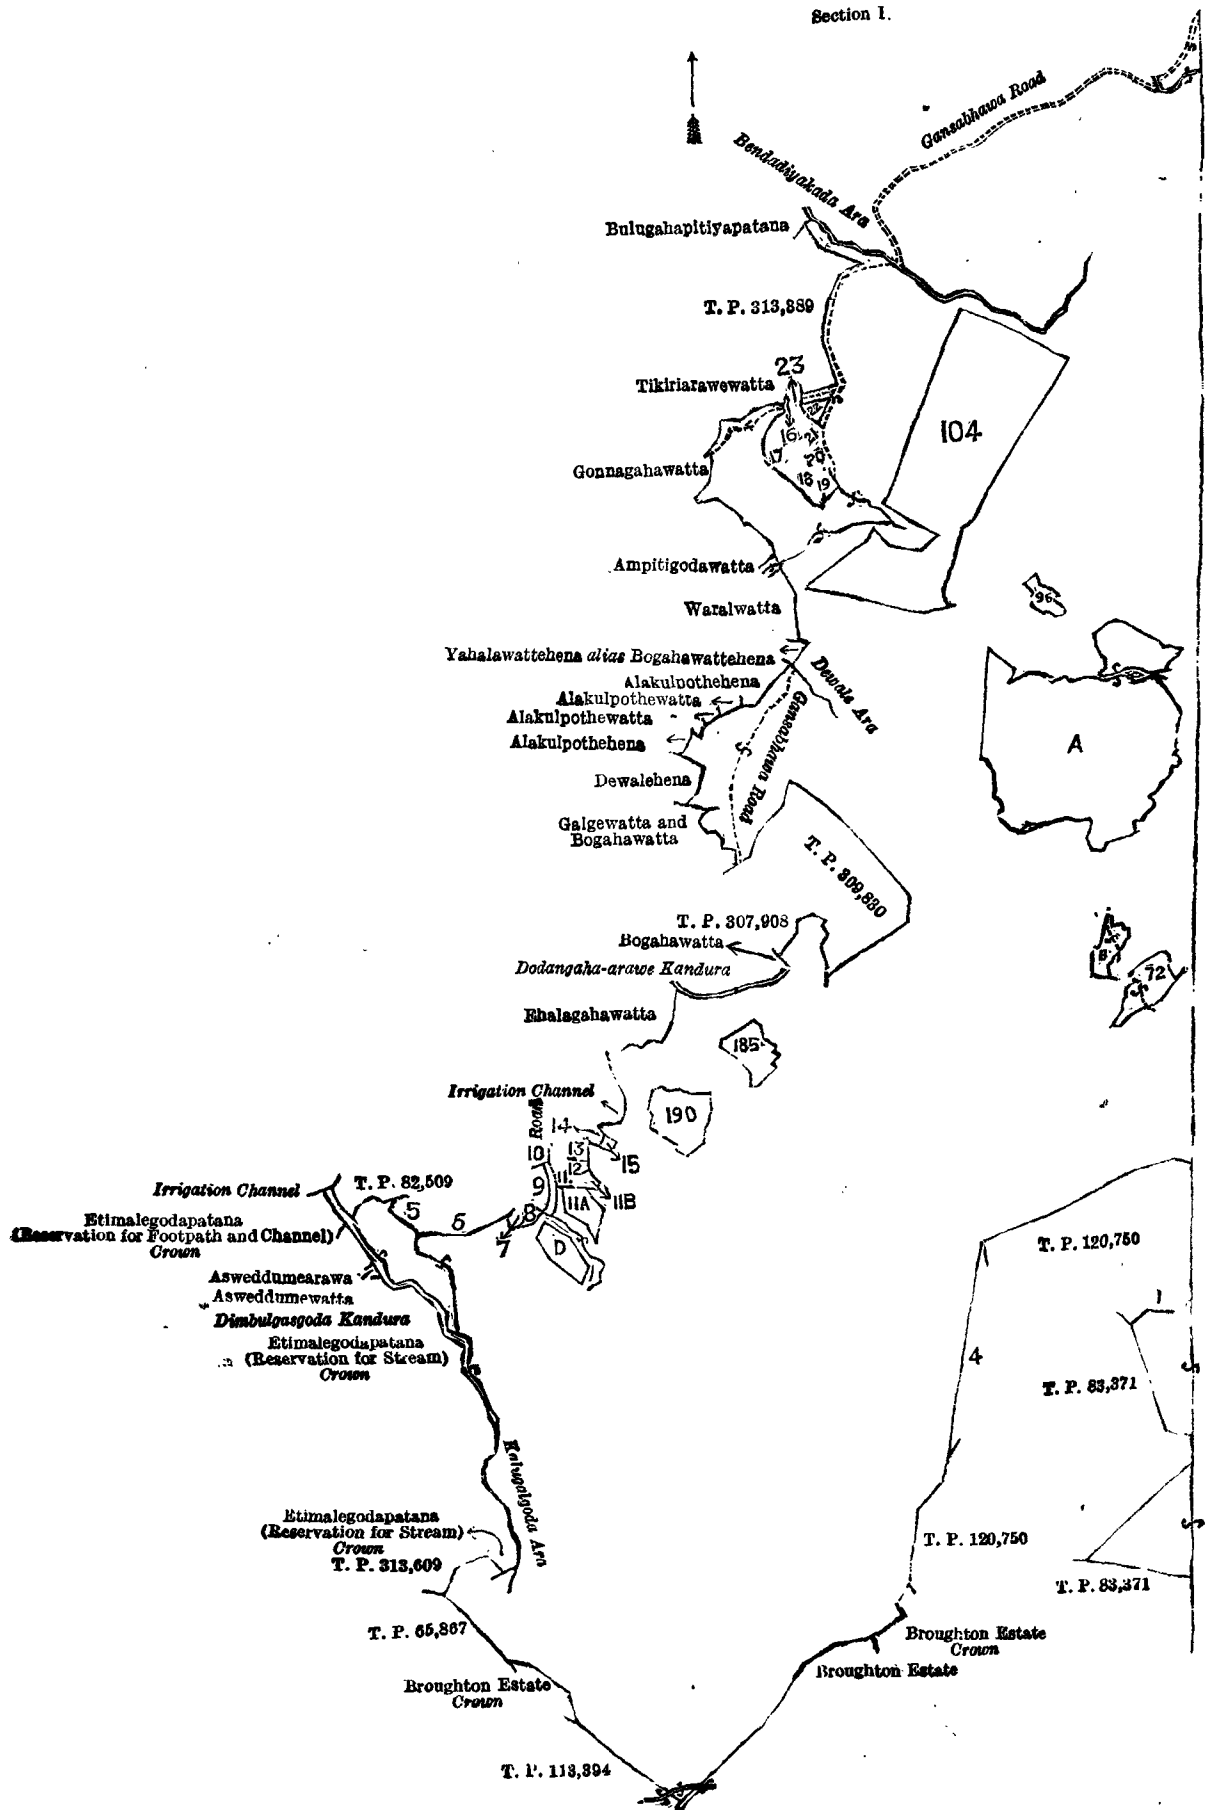 Section I.
Gansabhawa Road
Bendadiyakada Ara
Bulugahapitiyapatana
T. P. 313,889
23
Tikiriarawewatta
22
104
16
21
17
20
Gonnagahawatta
18
19
Ampitigodawatta
96
Waralwatta
Yahalawattehena alias Bogahawattehena
Dewale Ara
Alakulpothehena
Alakulpothewatta
Gansabhawa Road
Alakulpothewatta
Alakulpothehena
A
Dewalehena
Galgewatta and
Bogahawatta
T. P. 309,830
T. P. 307,908
Bogahawatta
B
Dodangaha-arawe Kandura
72
Ehalagahawatta
185
Irrigation Channel
Road
190
14
10
13
12
15
T. P. 82,509
Irrigation Channel
9
11
11A
11B
5
6
8
Etimalegodapatana
(Reservation for Footpath and Channel)
Crown
7
D
T. P. 120,750
Asweddumearawa
Asweddumewatta
1
Dimbulgasgoda Kandura
Etimalegodapatana
(Reservation for Stream)
Crown
4
T. P. 83,371
Kalugalgoda Ara
Etimalegodapatana
(Reservation for Stream)
Crown
T. P. 313,609
T. P. 120,750
T. P. 83,371
T. P. 65,867
Broughton Estate
Crown
Broughton Estate
Broughton Estate
Crown
T. P. 113,394